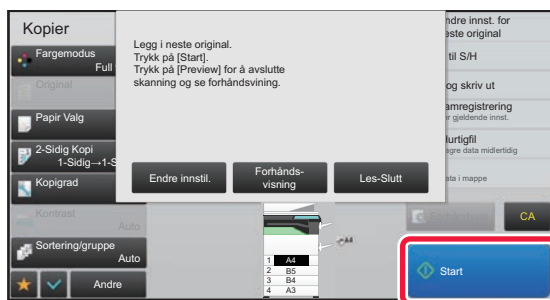 Kopier
Fargemodus
Full
Original
Papir Valg
2-Sidig Kopi
1-Sidig→1-S
Kopigrad
Kontrast
Auto
Sortering/gruppe
Auto
Andre
Legg i neste original.
Trykk på [Start].
Trykk på [Preview] for å avslutte
skanning og se forhåndsvining.
Endre innstil.
Forhånds-
visning
Les-Slutt
1 A4
2 B5
3 B4
4 A3
A4
ndre innst. for
este original
til S/H
og skriv ut
amregistrering
r gjeldende innst.
urtigfil
agre data midlertidig
ata i mappe
CA
Start